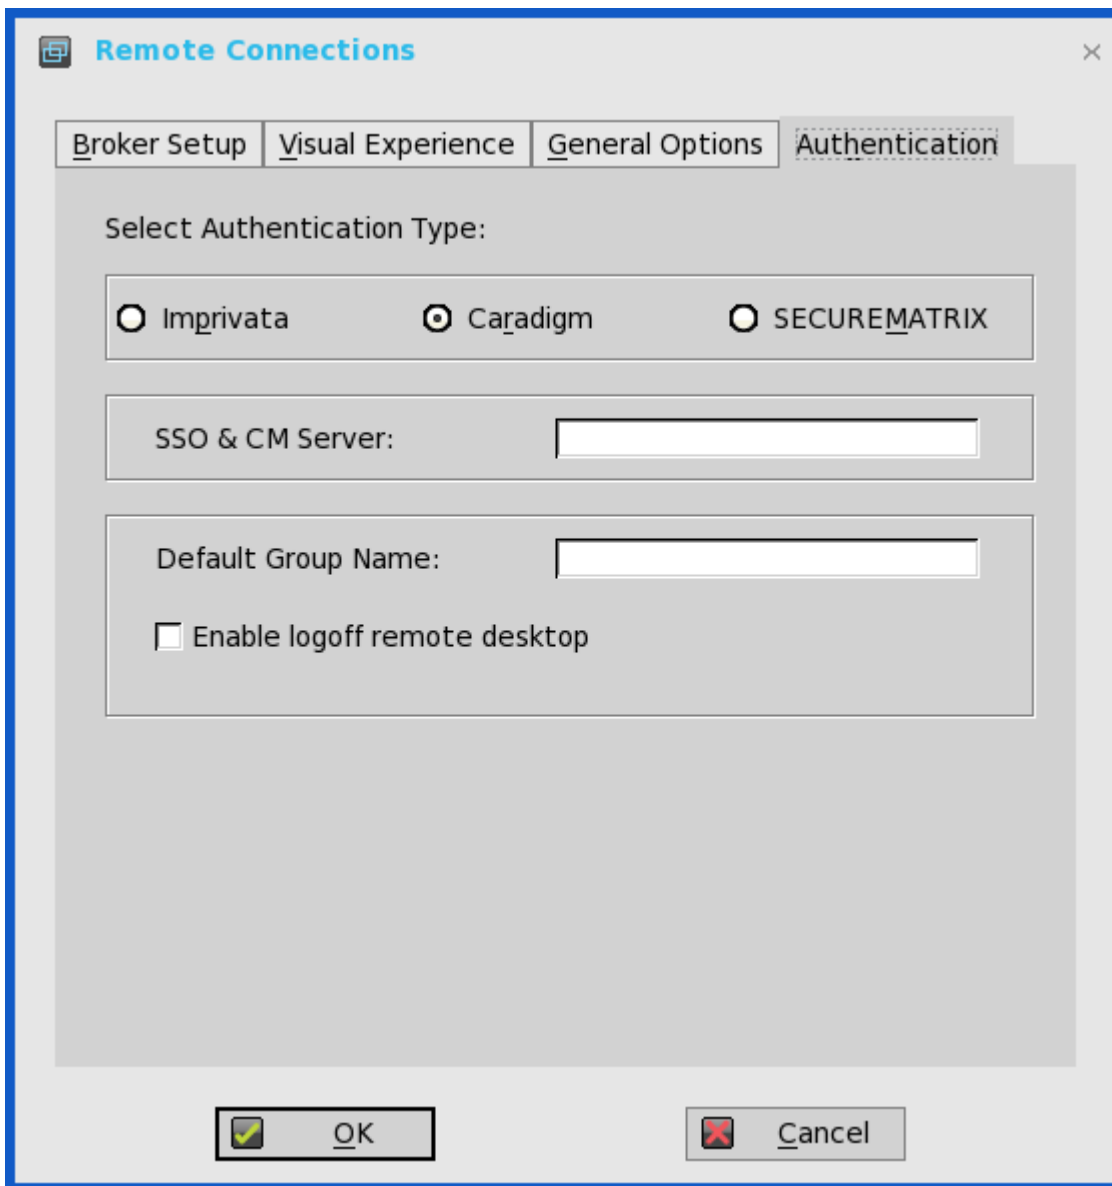 Remote Connections
Broker Setup Visual Experience General Options Authentication
Select Authentication Type:
Imprivata Caradigm SECUREMATRIX
SSO & CM Server:
Default Group Name:
Enable logoff remote desktop
OK Cancel